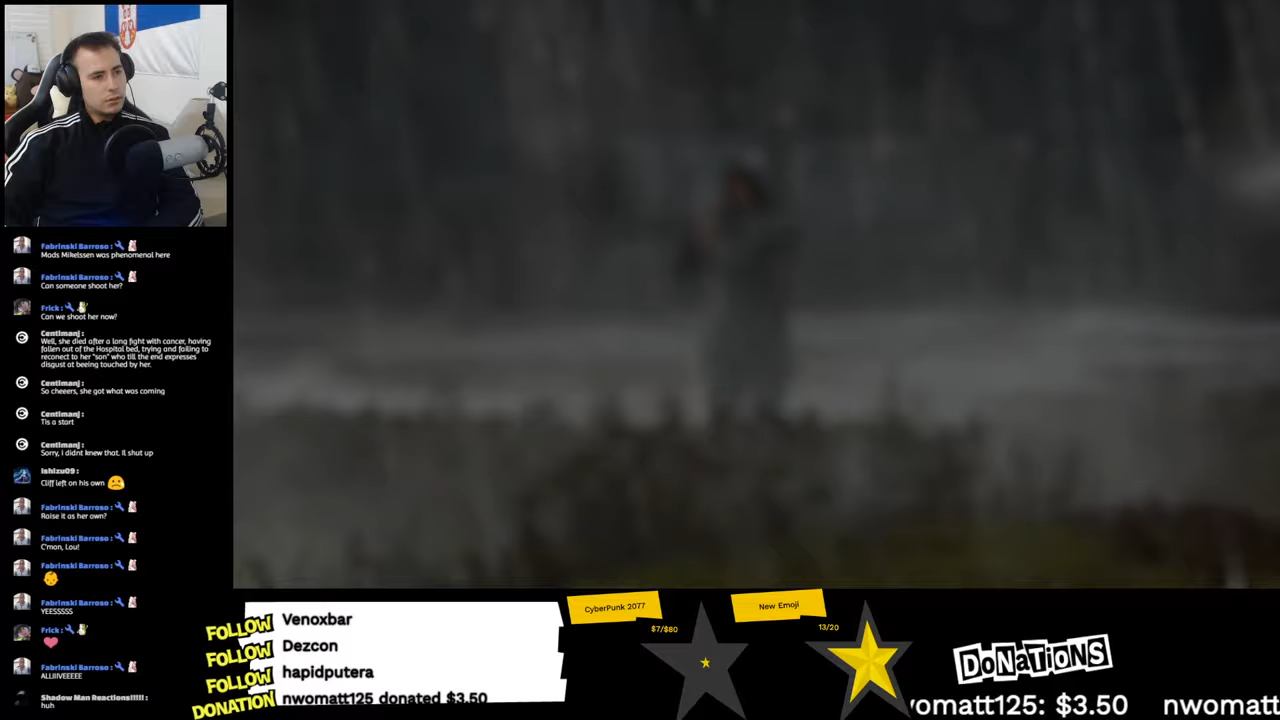 Fabrinski Barroso :
Mads Mikelssen was phenomenal here
Fabrinski Barroso :
Can someone shoot her?
Frick :
Can we shoot her now?
Centimanj :
Well, she died after a long fight with cancer, having
fallen out of the Hospital bed, trying and failing to
reconect to her "son" who till the end expresses
disgust at beeing touched by her.
Centimanj :
So cheeers, she got what was coming
Centimanj :
Tis a start
Centimanj :
Sorry, i didnt knew that. il shut up
Ishizu09 :
Cliff left on his own
Fabrinski Barroso :
Raise it as her own?
Fabrinski Barroso :
C'mon, Lou!
Fabrinski Barroso :
Fabrinski Barroso :
YEESSSSS
Frick :
Fabrinski Barroso :
ALLIIVEEEEE
Shadow Man Reactions!!!!! :
huh
FOLLOW Venoxbar
FOLLOW Dezcon
FOLLOW hapidputera
DONATION nwomatt125 donated $3.50
CyberPunk 2077
$7/$80
New Emoji
13/20
DoNaTiONS
omatt125: $3.50 nwomatt